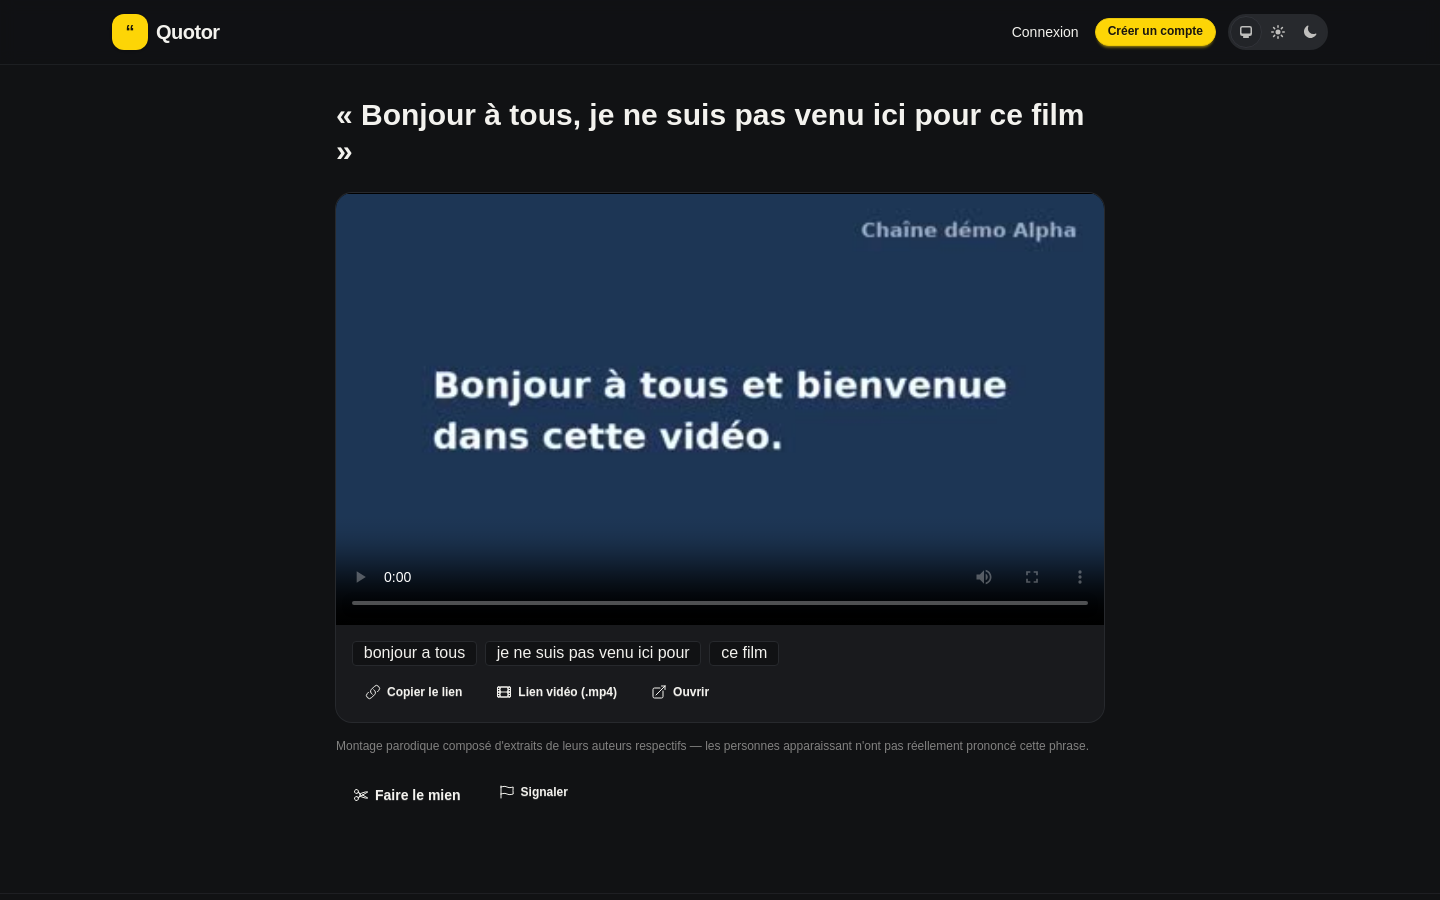 “ Quotor
Connexion
Créer un compte
« Bonjour à tous, je ne suis pas venu ici pour ce film
»
Chaîne démo Alpha
Bonjour à tous et bienvenue
dans cette vidéo.
0:00
bonjour a tous
je ne suis pas venu ici pour
ce film
Copier le lien
Lien vidéo (.mp4)
Ouvrir
Montage parodique composé d'extraits de leurs auteurs respectifs — les personnes apparaissant n'ont pas réellement prononcé cette phrase.
Faire le mien
Signaler